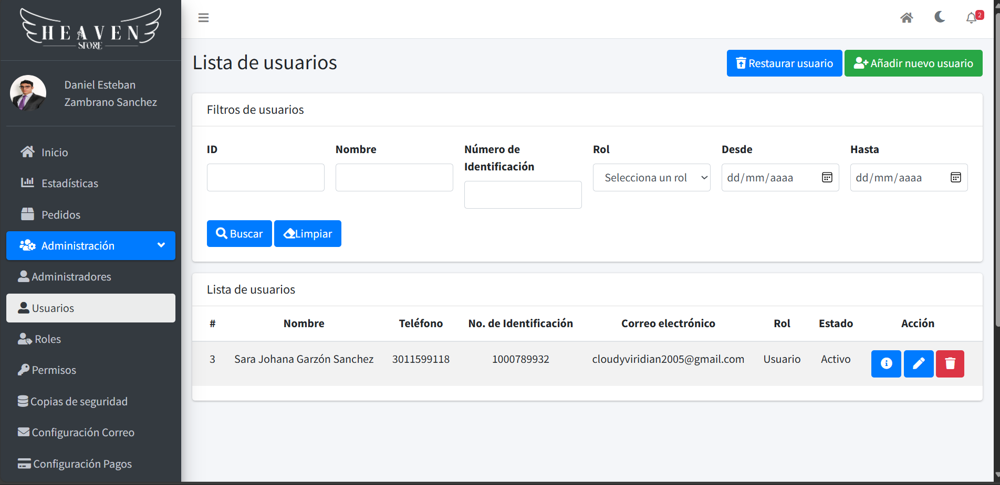 HEAVEN
STORE
2
Daniel Esteban
Zambrano Sanchez
Inicio
Estadísticas
Pedidos
Administración
Administradores
Usuarios
Roles
Permisos
Copias de seguridad
Configuración Correo
Configuración Pagos
Lista de usuarios
Restaurar usuario
Añadir nuevo usuario
Filtros de usuarios
ID
Nombre
Número de
Identificación
Rol
Selecciona un rol
Desde
dd/mm/aaaa
Hasta
dd/mm/aaaa
Buscar
Limpiar
Lista de usuarios
# Nombre Teléfono No. de Identificación Correo electrónico Rol Estado Acción
3 Sara Johana Garzón Sanchez 3011599118 1000789932 cloudyviridian2005@gmail.com Usuario Activo